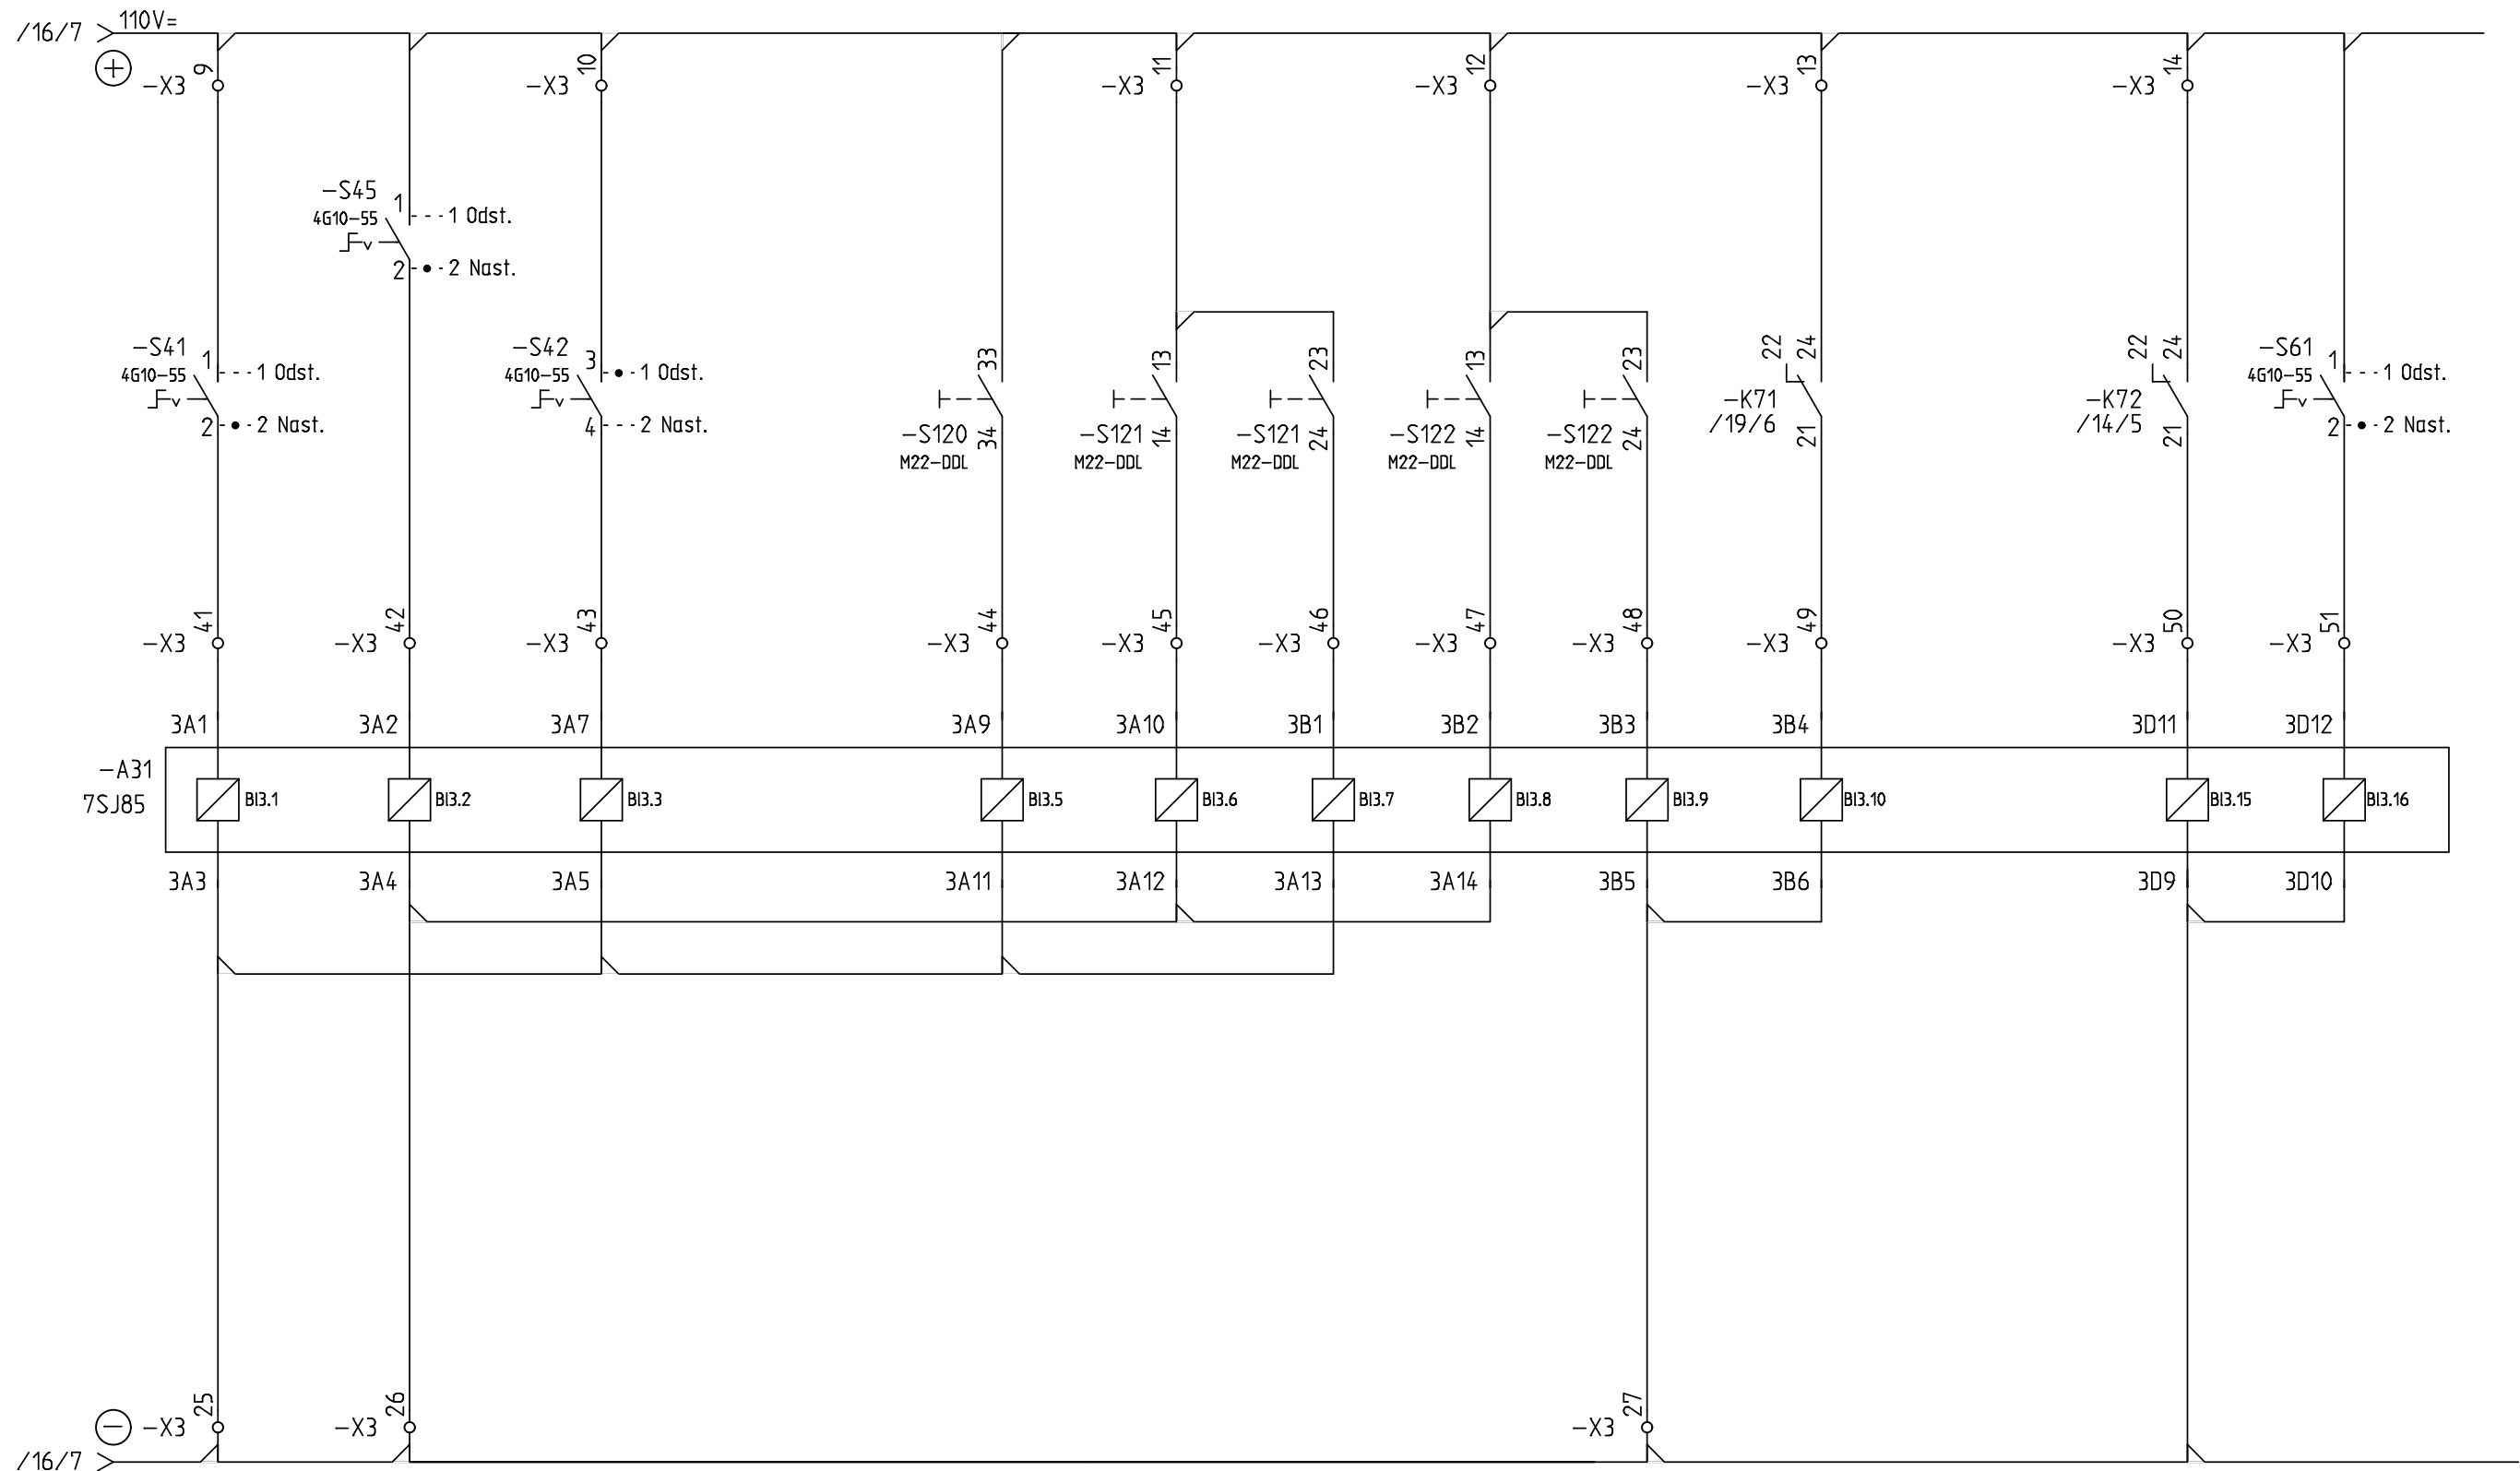 /16/7 110V=
9 10 11 12 13 14
-X3 -X3 -X3 -X3 -X3 -X3
-S45 1 1 Odst.
4G10-55
2 2 Nast.
-S41 1 1 Odst.
4G10-55
2 2 Nast.
-S42 3 1 Odst.
4G10-55
4 2 Nast.
33
-S120 34
M22-DDL
13
-S121 14
M22-DDL
23
-S121 24
M22-DDL
13
-S122 14
M22-DDL
23
-S122 24
M22-DDL
22 24
-K71
/19/6 21
22 24
-K72
/14/5 21
-S61 1 1 Odst.
4G10-55
2 2 Nast.
41 42 43 44 45 46 47 48 49 50 51
-X3 -X3 -X3 -X3 -X3 -X3 -X3 -X3 -X3 -X3 -X3
3A1 3A2 3A7 3A9 3A10 3B1 3B2 3B3 3B4 3D11 3D12
-A31
7SJ85 BI3.1 BI3.2 BI3.3 BI3.5 BI3.6 BI3.7 BI3.8 BI3.9 BI3.10 BI3.15 BI3.16
3A3 3A4 3A5 3A11 3A12 3A13 3A14 3B5 3B6 3D9 3D10
25 26 27
-X3 -X3 -X3
/16/7